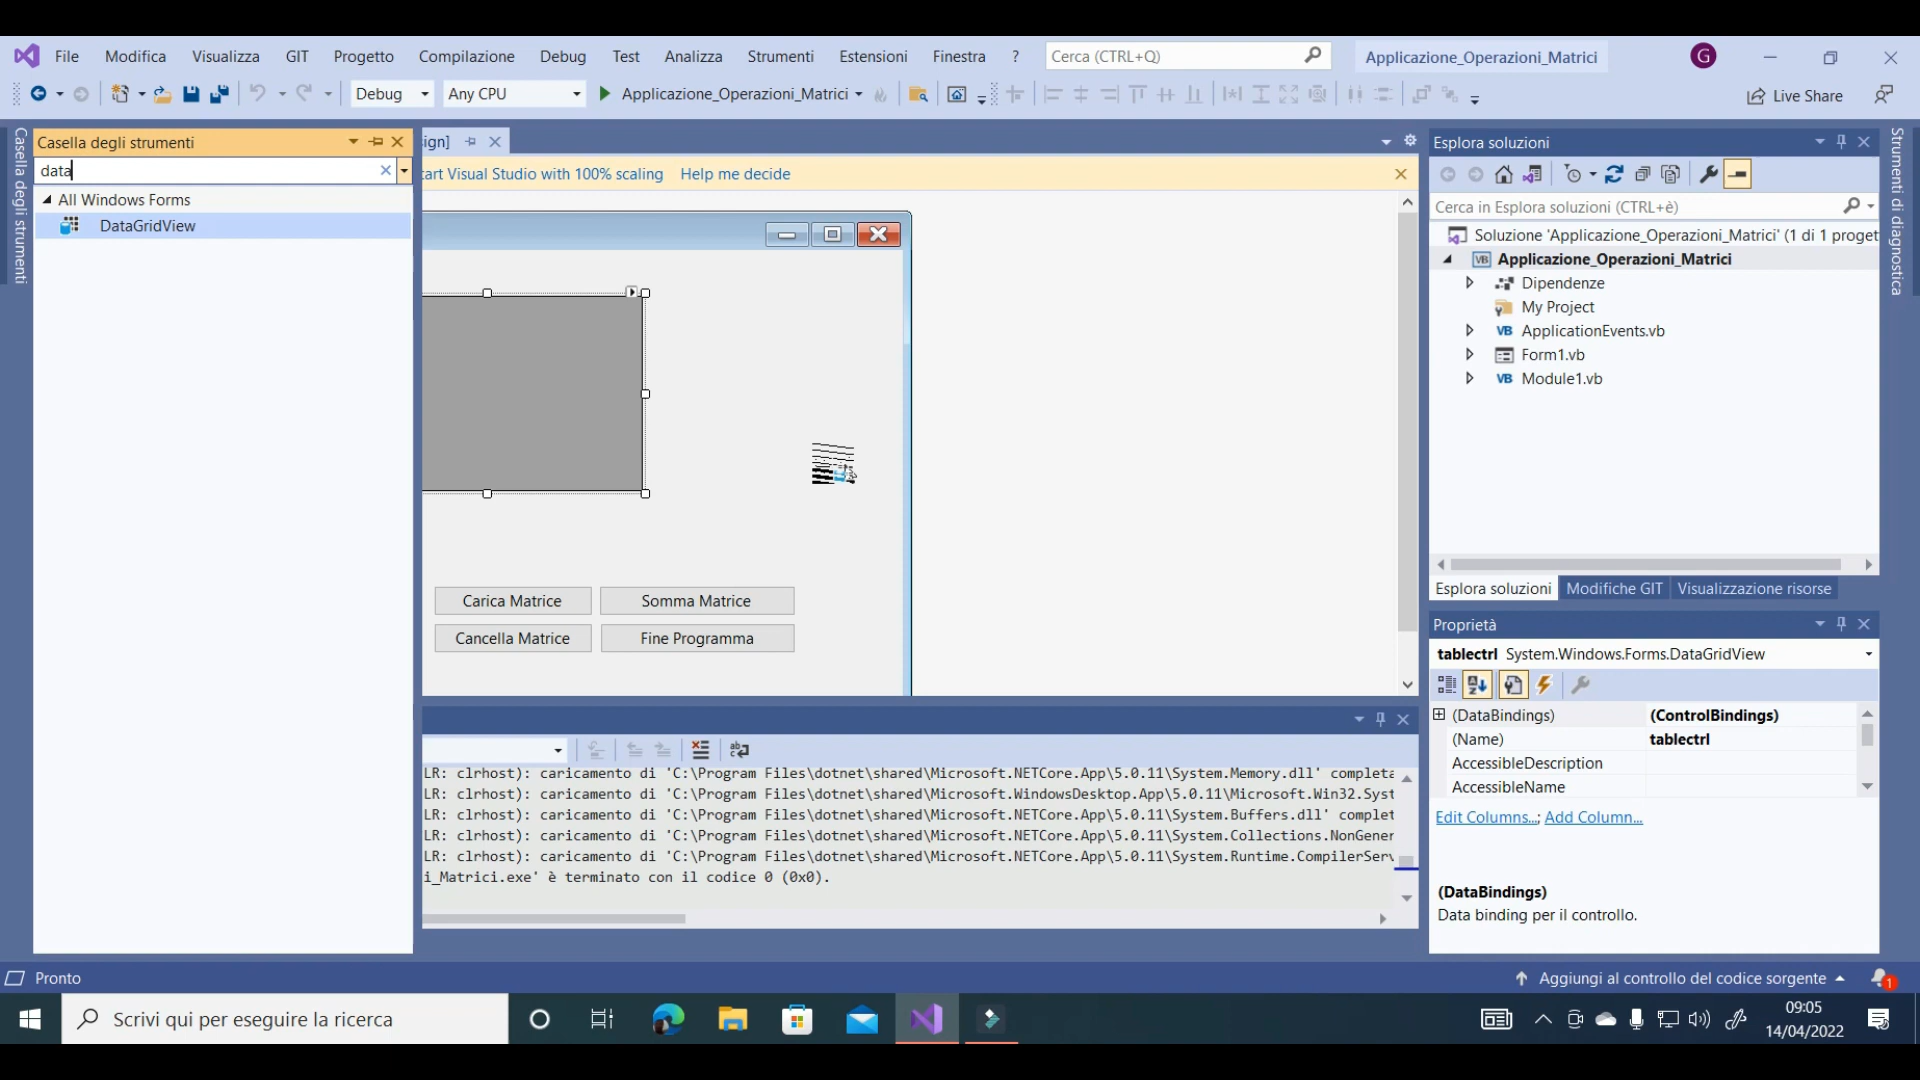 File Modifica Visualizza GIT Progetto Compilazione Debug Test Analizza Strumenti Estensioni Finestra ? Cerca (CTRL+Q) Applicazione_Operazioni_Matrici G
Debug Any CPU Applicazione_Operazioni_Matrici Live Share
Casella degli strumenti
Casella degli strumenti
data
All Windows Forms
DataGridView
ign]
tart Visual Studio with 100% scaling Help me decide
Carica Matrice Somma Matrice
Cancella Matrice Fine Programma
LR: clrhost): caricamento di 'C:\Program Files\dotnet\shared\Microsoft.NETCore.App\5.0.11\System.Memory.dll' completa
LR: clrhost): caricamento di 'C:\Program Files\dotnet\shared\Microsoft.WindowsDesktop.App\5.0.11\Microsoft.Win32.Syst
LR: clrhost): caricamento di 'C:\Program Files\dotnet\shared\Microsoft.NETCore.App\5.0.11\System.Buffers.dll' complet
LR: clrhost): caricamento di 'C:\Program Files\dotnet\shared\Microsoft.NETCore.App\5.0.11\System.Collections.NonGener
LR: clrhost): caricamento di 'C:\Program Files\dotnet\shared\Microsoft.NETCore.App\5.0.11\System.Runtime.CompilerServ
i_Matrici.exe' è terminato con il codice 0 (0x0).
Esplora soluzioni
Cerca in Esplora soluzioni (CTRL+è)
Soluzione 'Applicazione_Operazioni_Matrici' (1 di 1 proget
VB Applicazione_Operazioni_Matrici
Dipendenze
My Project
VB ApplicationEvents.vb
Form1.vb
VB Module1.vb
Esplora soluzioni Modifiche GIT Visualizzazione risorse
Strumenti di diagnostica
Proprietà
tablectrl System.Windows.Forms.DataGridView
(DataBindings) (ControlBindings)
(Name) tablectrl
AccessibleDescription
AccessibleName
Edit Columns...; Add Column...
(DataBindings)
Data binding per il controllo.
Pronto Aggiungi al controllo del codice sorgente 1
Scrivi qui per eseguire la ricerca
09:05
14/04/2022